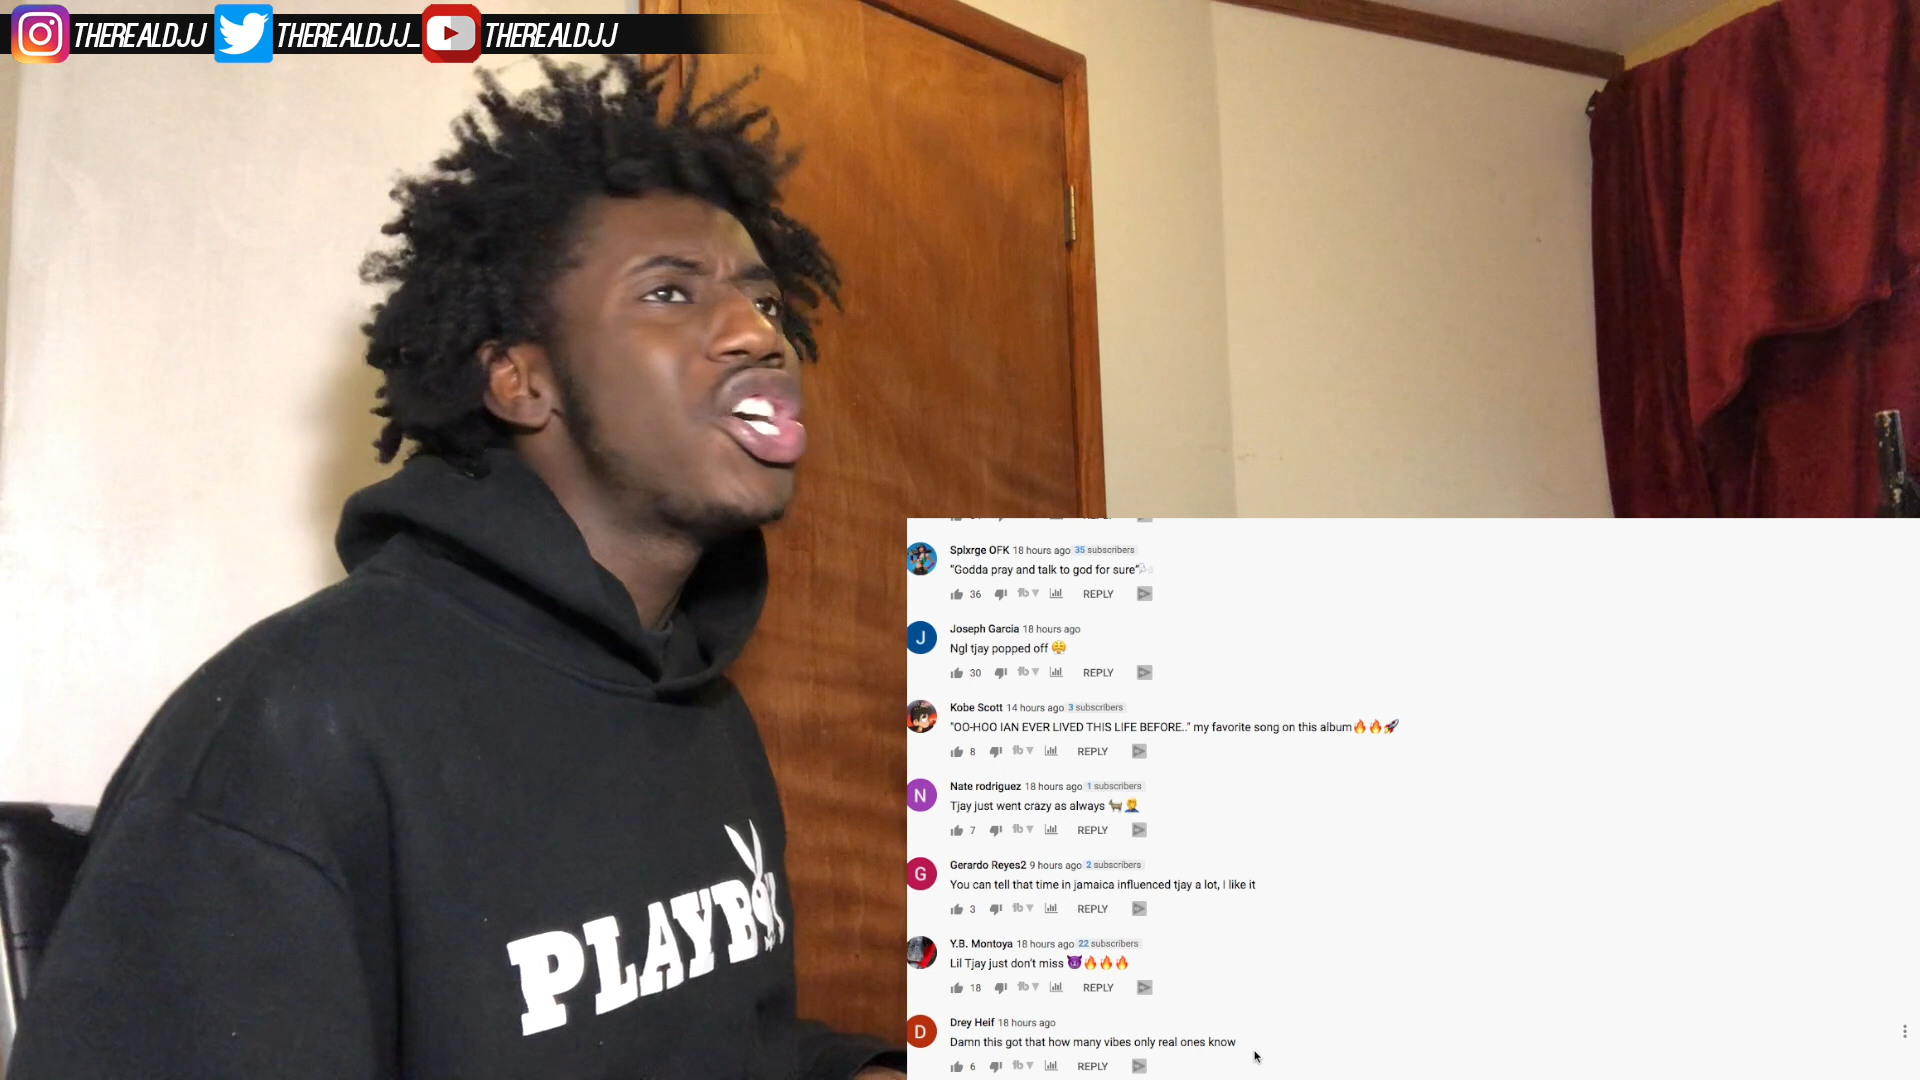 THEREALDJJ THEREALDJJ_ THEREALDJJ
PLAYBOY
REPLY
Splxrge OFK 18 hours ago 35 subscribers
"Godda pray and talk to god for sure"
36 REPLY
J
Joseph Garcia 18 hours ago
Ngl tjay popped off 😤
30 REPLY
Kobe Scott 14 hours ago 3 subscribers
"OO-HOO IAN EVER LIVED THIS LIFE BEFORE.." my favorite song on this album🔥🔥🚀
8 REPLY
N
Nate rodriguez 18 hours ago 1 subscribers
Tjay just went crazy as always 🐐🤦
7 REPLY
G
Gerardo Reyes2 9 hours ago 2 subscribers
You can tell that time in jamaica influenced tjay a lot, I like it
3 REPLY
Y.B. Montoya 18 hours ago 22 subscribers
Lil Tjay just don't miss 😈🔥🔥🔥
18 REPLY
D
Drey Heif 18 hours ago
Damn this got that how many vibes only real ones know
6 REPLY